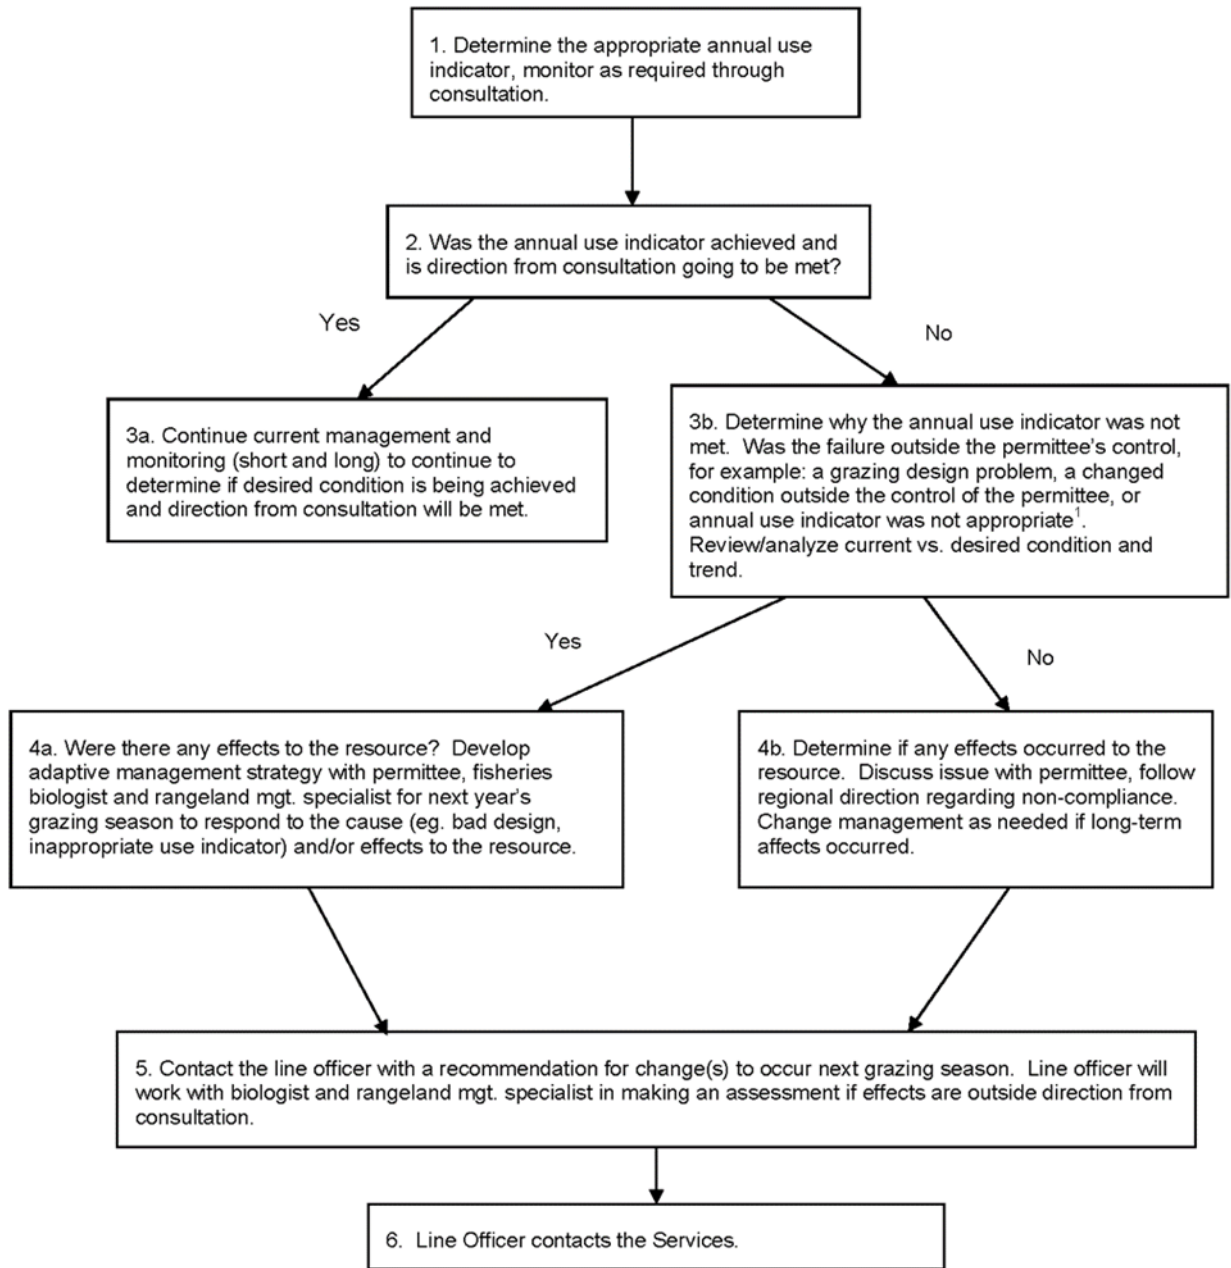 1. Determine the appropriate annual use
indicator, monitor as required through
consultation.
2. Was the annual use indicator achieved and
is direction from consultation going to be met?
Yes
No
3a. Continue current management and
monitoring (short and long) to continue to
determine if desired condition is being achieved
and direction from consultation will be met.
3b. Determine why the annual use indicator was not
met. Was the failure outside the permittee's control,
for example: a grazing design problem, a changed
condition outside the control of the permittee, or
annual use indicator was not appropriate¹.
Review/analyze current vs. desired condition and
trend.
Yes
No
4a. Were there any effects to the resource? Develop
adaptive management strategy with permittee, fisheries
biologist and rangeland mgt. specialist for next year's
grazing season to respond to the cause (eg. bad design,
inappropriate use indicator) and/or effects to the resource.
4b. Determine if any effects occurred to the
resource. Discuss issue with permittee, follow
regional direction regarding non-compliance.
Change management as needed if long-term
affects occurred.
5. Contact the line officer with a recommendation for change(s) to occur next grazing season. Line officer will
work with biologist and rangeland mgt. specialist in making an assessment if effects are outside direction from
consultation.
6. Line Officer contacts the Services.